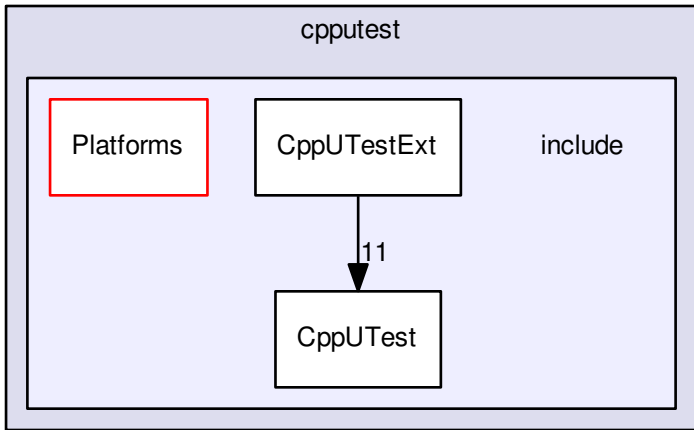 cpputest
Platforms
CppUTestExt
include
11
CppUTest